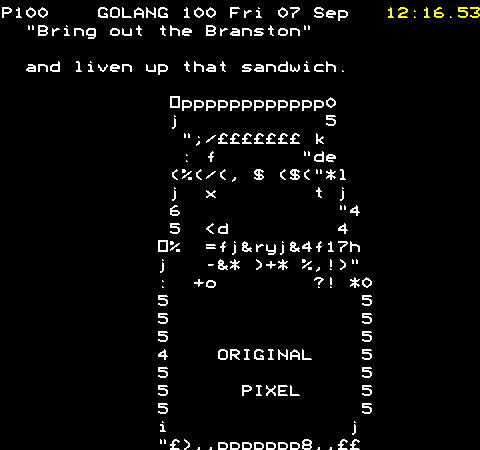 P100 GOLANG 100 Fri 07 Sep 12:16.53
"Bring out the Branston"
and liven up that sandwich.
□pppppppppppp◊
j 5
";/£££££££ k
: f "de
(%(/(, $ ($("*l
j x t j
6 "4
5 <d 4
□% =fj&ryj&4f17h
j -&* )+* %,!)"
: +o ?! *◊
5 5
5 5
5 5
4 ORIGINAL 5
5 5
5 PIXEL 5
5 5
i j
"£),,ppppppp8,,££